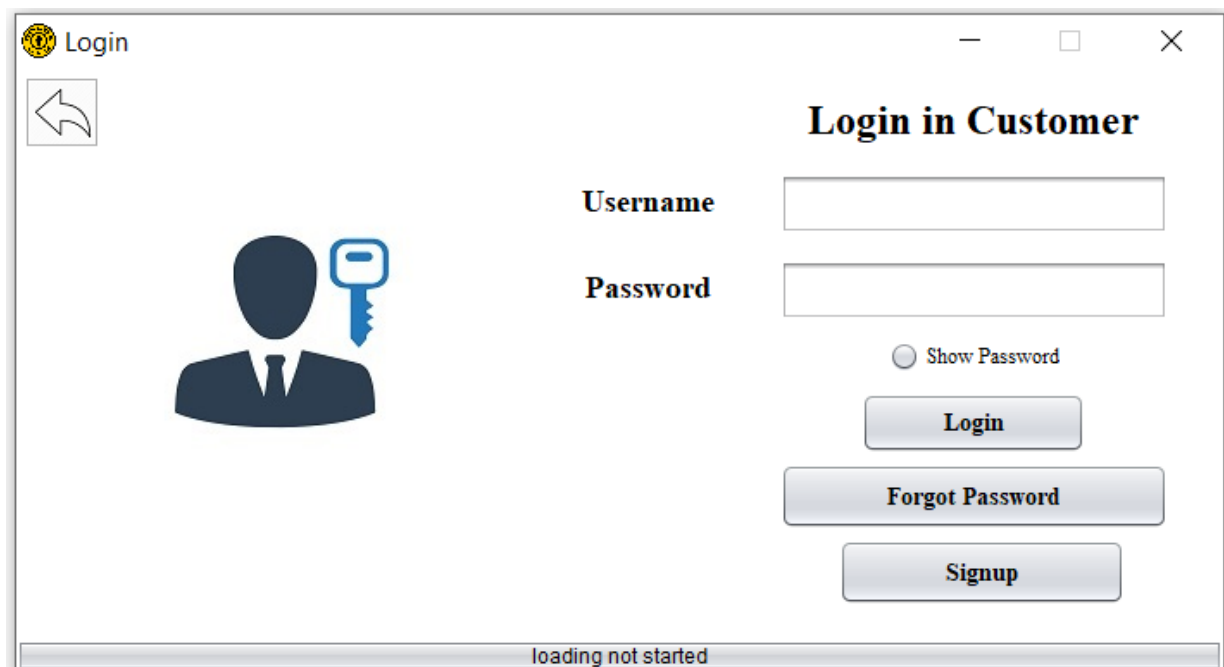 Login
Login in Customer
Username
Password
Show Password
Login
Forgot Password
Signup
loading not started